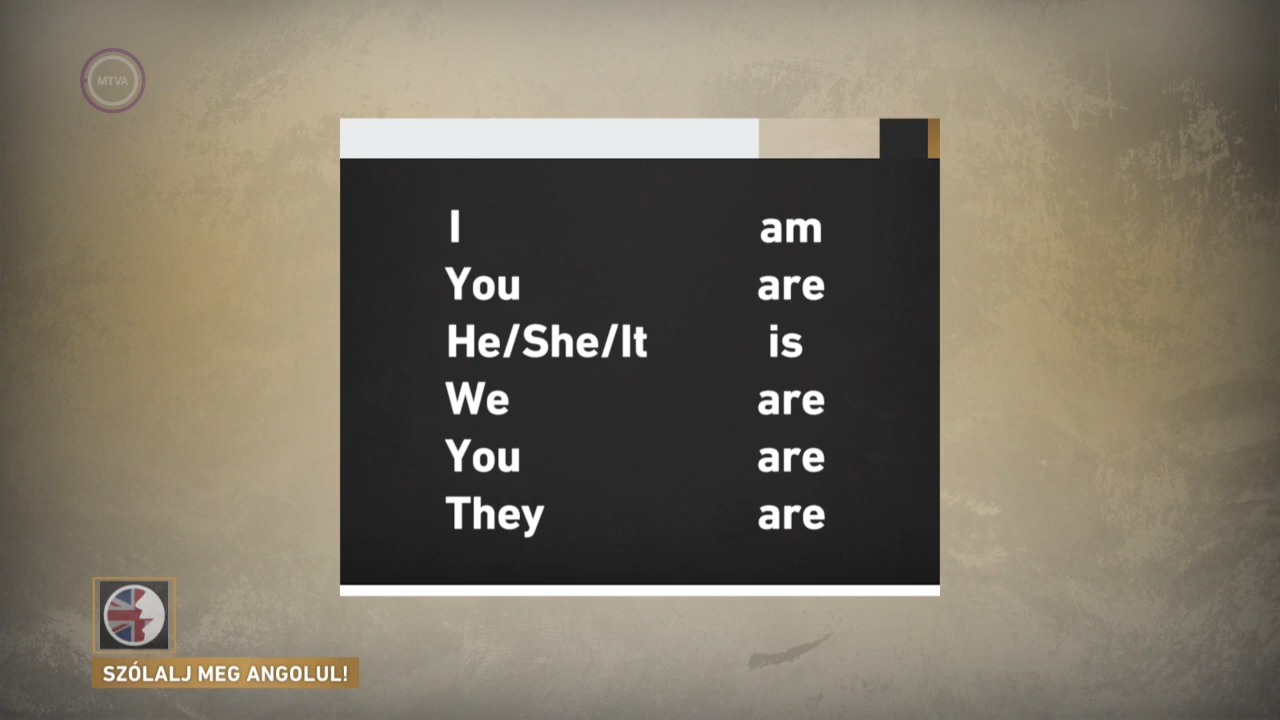 MTVA
I am
You are
He/She/It is
We are
You are
They are
SZÓLALJ MEG ANGOLUL!